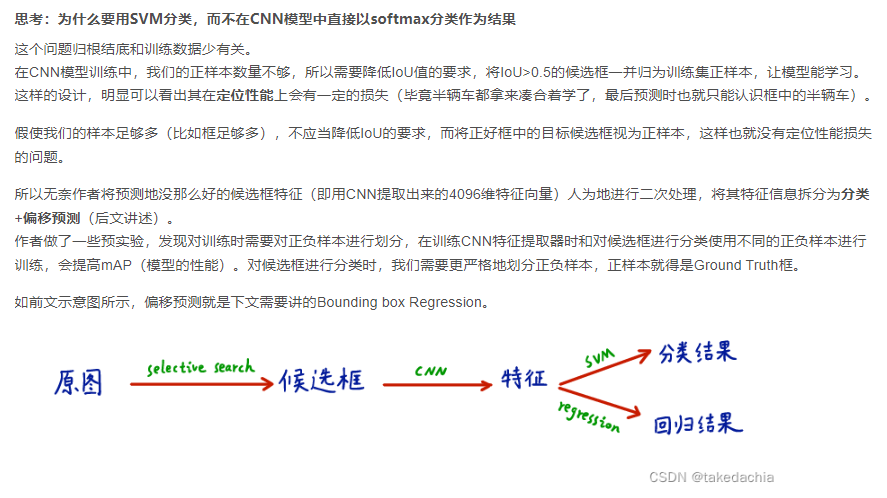 思考：为什么要用SVM分类，而不在CNN模型中直接以softmax分类作为结果
这个问题归根结底和训练数据少有关。
在CNN模型训练中，我们的正样本数量不够，所以需要降低IoU值的要求，将IoU>0.5的候选框一并归为训练集正样本，让模型能学习。
这样的设计，明显可以看出其在定位性能上会有一定的损失（毕竟半辆车都拿来凑合着学了，最后预测时也就只能认识框中的半辆车）。
假使我们的样本足够多（比如框足够多），不应当降低IoU的要求，而将正好框中的目标候选框视为正样本，这样也就没有定位性能损失
的问题。
所以无奈作者将预测地没那么好的候选框特征（即用CNN提取出来的4096维特征向量）人为地进行二次处理，将其特征信息拆分为分类
+偏移预测（后文讲述）。
作者做了一些预实验，发现对训练时需要对正负样本进行划分，在训练CNN特征提取器时和对候选框进行分类使用不同的正负样本进行
训练，会提高mAP（模型的性能）。对候选框进行分类时，我们需要更严格地划分正负样本，正样本就得是Ground Truth框。
如前文示意图所示，偏移预测就是下文需要讲的Bounding box Regression。
原图
selective search
候选框
CNN
特征
SVM
分类结果
regression
回归结果
CSDN @takedachia